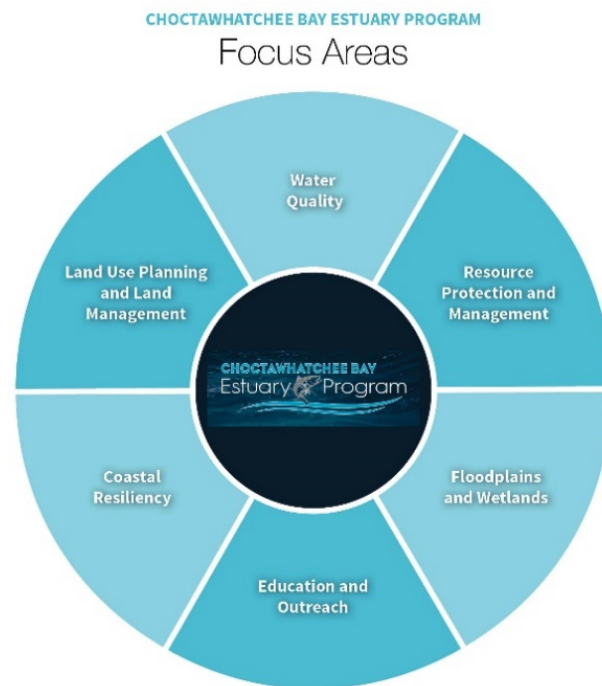 CHOCTAWHATCHEE BAY ESTUARY PROGRAM
Focus Areas
Water
Quality
Resource
Protection and
Management
Floodplains
and Wetlands
Education and
Outreach
Coastal
Resiliency
Land Use Planning
and Land
Management
CHOCTAWHATCHEE BAY
Estuary Program